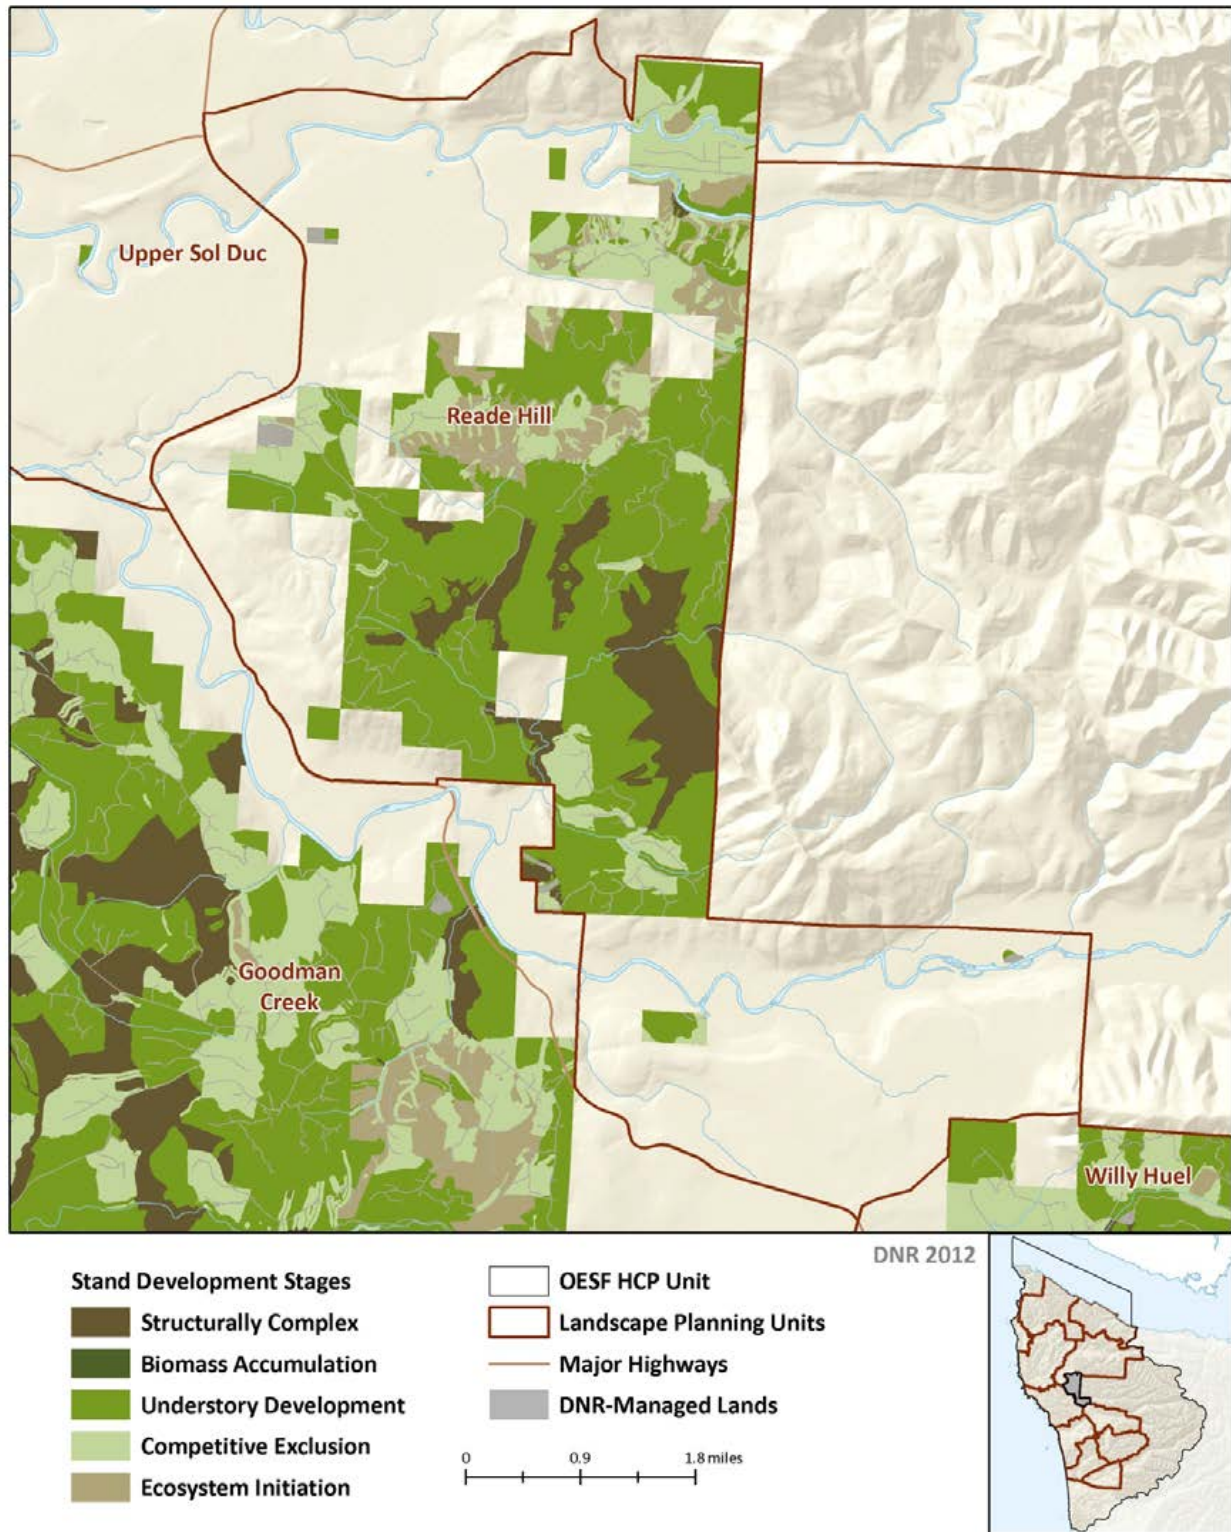 Upper Sol Duc
Reade Hill
Goodman
Creek
Willy Huel
DNR 2012
Stand Development Stages
Structurally Complex
Biomass Accumulation
Understory Development
Competitive Exclusion
Ecosystem Initiation
OESF HCP Unit
Landscape Planning Units
Major Highways
DNR-Managed Lands
0 0.9 1.8 miles